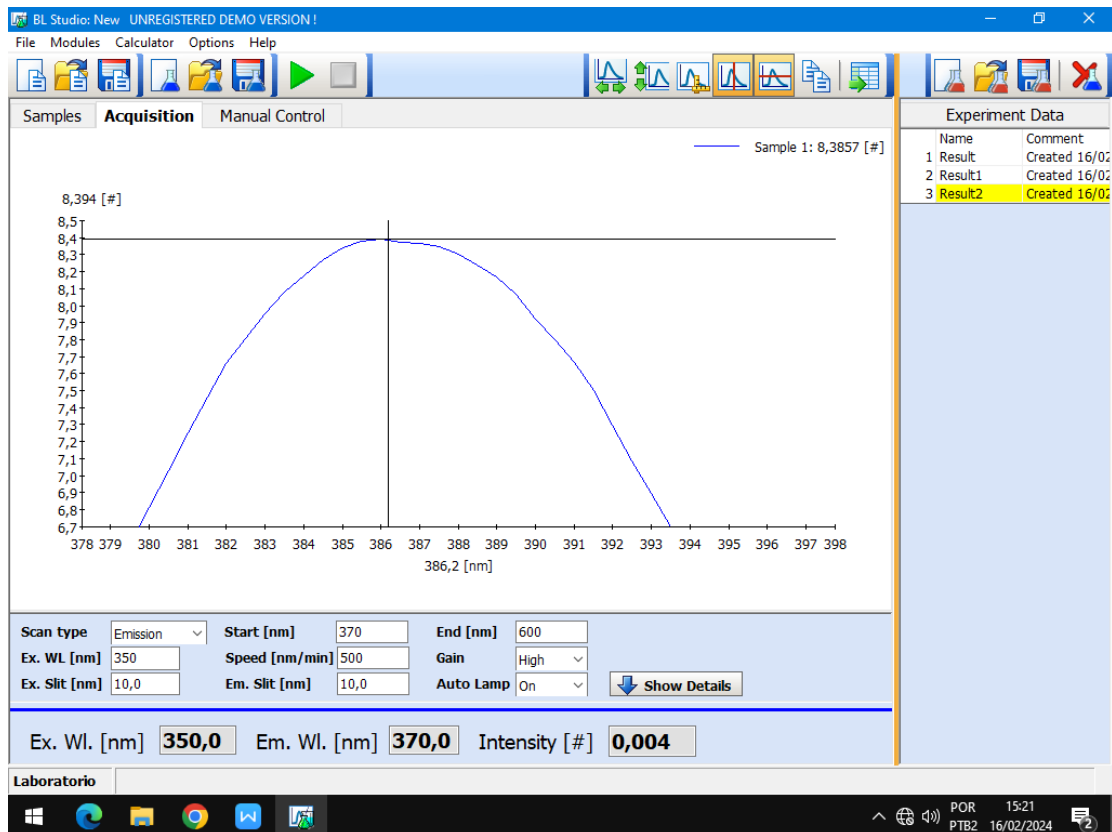 BL Studio: New   UNREGISTERED DEMO VERSION !
File Modules Calculator Options Help
Samples Acquisition Manual Control
Sample 1: 8,3857 [#]
8,394 [#]
8,5
8,4
8,3
8,2
8,1
8,0
7,9
7,8
7,7
7,6
7,5
7,4
7,3
7,2
7,1
7,0
6,9
6,8
6,7
378 379 380 381 382 383 384 385 386 387 388 389 390 391 392 393 394 395 396 397 398
386,2 [nm]
Experiment Data
Name Comment
1 Result Created 16/02
2 Result1 Created 16/02
3 Result2 Created 16/02
Scan type Emission Start [nm] 370 End [nm] 600
Ex. WL [nm] 350 Speed [nm/min] 500 Gain High
Ex. Slit [nm] 10,0 Em. Slit [nm] 10,0 Auto Lamp On Show Details
Ex. Wl. [nm] 350,0 Em. Wl. [nm] 370,0 Intensity [#] 0,004
Laboratorio
POR 15:21
PTB2 16/02/2024 2